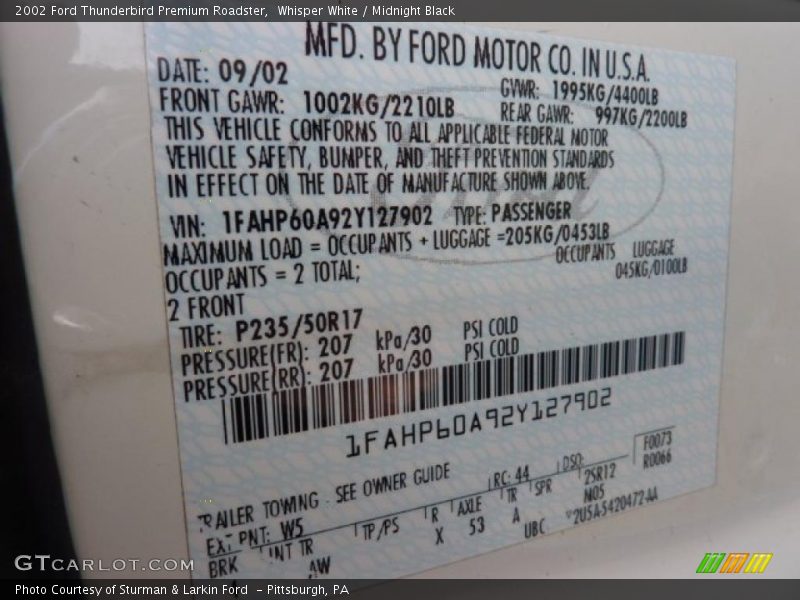 2002 Ford Thunderbird Premium Roadster, Whisper White / Midnight Black
MFD. BY FORD MOTOR CO. IN U.S.A.
DATE: 09/02 GVWR: 1995KG/4400LB
FRONT GAWR: 1002KG/2210LB REAR GAWR: 997KG/2200LB
THIS VEHICLE CONFORMS TO ALL APPLICABLE FEDERAL MOTOR
VEHICLE SAFETY, BUMPER, AND THEFT PREVENTION STANDARDS
IN EFFECT ON THE DATE OF MANUFACTURE SHOWN ABOVE.
VIN: 1FAHP60A92Y127902 TYPE: PASSENGER
MAXIMUM LOAD = OCCUPANTS + LUGGAGE =205KG/0453LB
OCCUPANTS = 2 TOTAL; OCCUPANTS LUGGAGE
2 FRONT 045KG/0100LB
TIRE: P235/50R17
PRESSURE(FR): 207 kPa/30 PSI COLD
PRESSURE(RR): 207 kPa/30 PSI COLD
1FAHP60A92Y127902
TRAILER TOWING - SEE OWNER GUIDE
F0073
R0066
EXT PNT: W5 RC: 44 DSO:
BRK INT TR TP/PS R AXLE TR SPR 2SR12
AW X 53 A N05
UBC 2U5A-5420472-AA
GTCARLOT.COM
Photo Courtesy of Sturman & Larkin Ford - Pittsburgh, PA